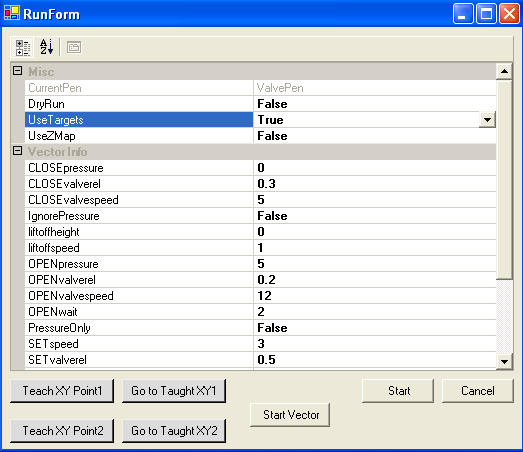 RunForm
Misc
CurrentPen ValvePen
DryRun False
UseTargets True
UseZMap False
Vector Info
CLOSEpressure 0
CLOSEvalverel 0.3
CLOSEvalvespeed 5
IgnorePressure False
liftoffheight 0
liftoffspeed 1
OPENpressure 5
OPENvalverel 0.2
OPENvalvespeed 12
OPENwait 2
PressureOnly False
SETspeed 3
SETvalverel 0.5
Teach XY Point1 Go to Taught XY1 Start Cancel
Start Vector
Teach XY Point2 Go to Taught XY2